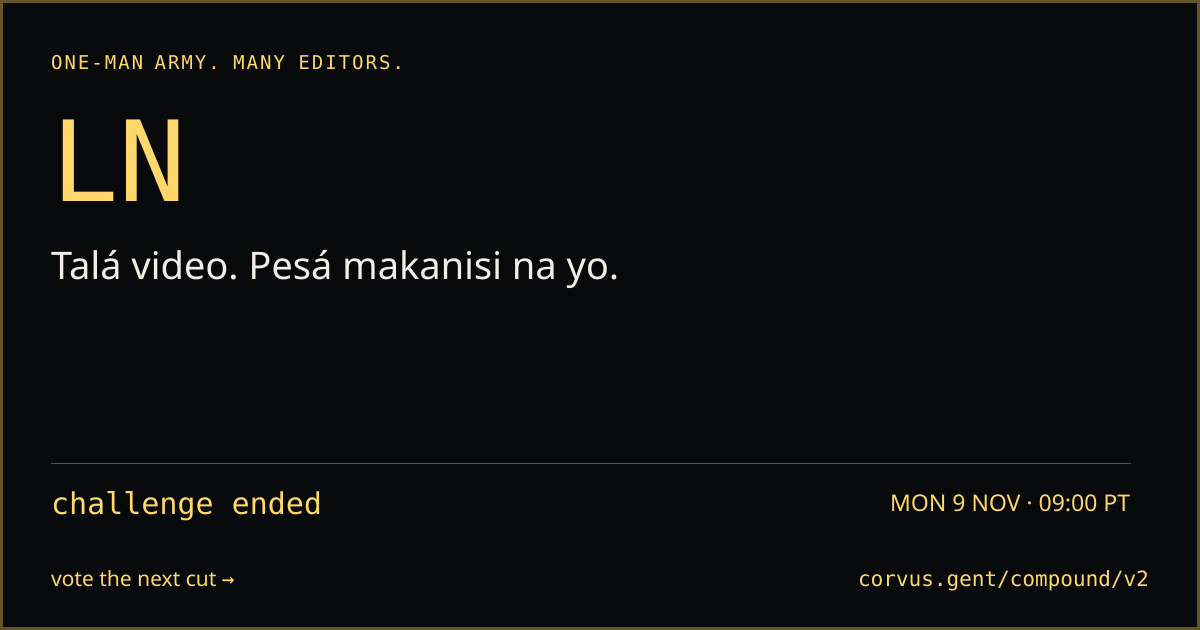 ONE-MAN ARMY. MANY EDITORS.
LN
Talá video. Pesá makanisi na yo.
challenge ended
MON 9 NOV · 09:00 PT
vote the next cut →
corvus.gent/compound/v2